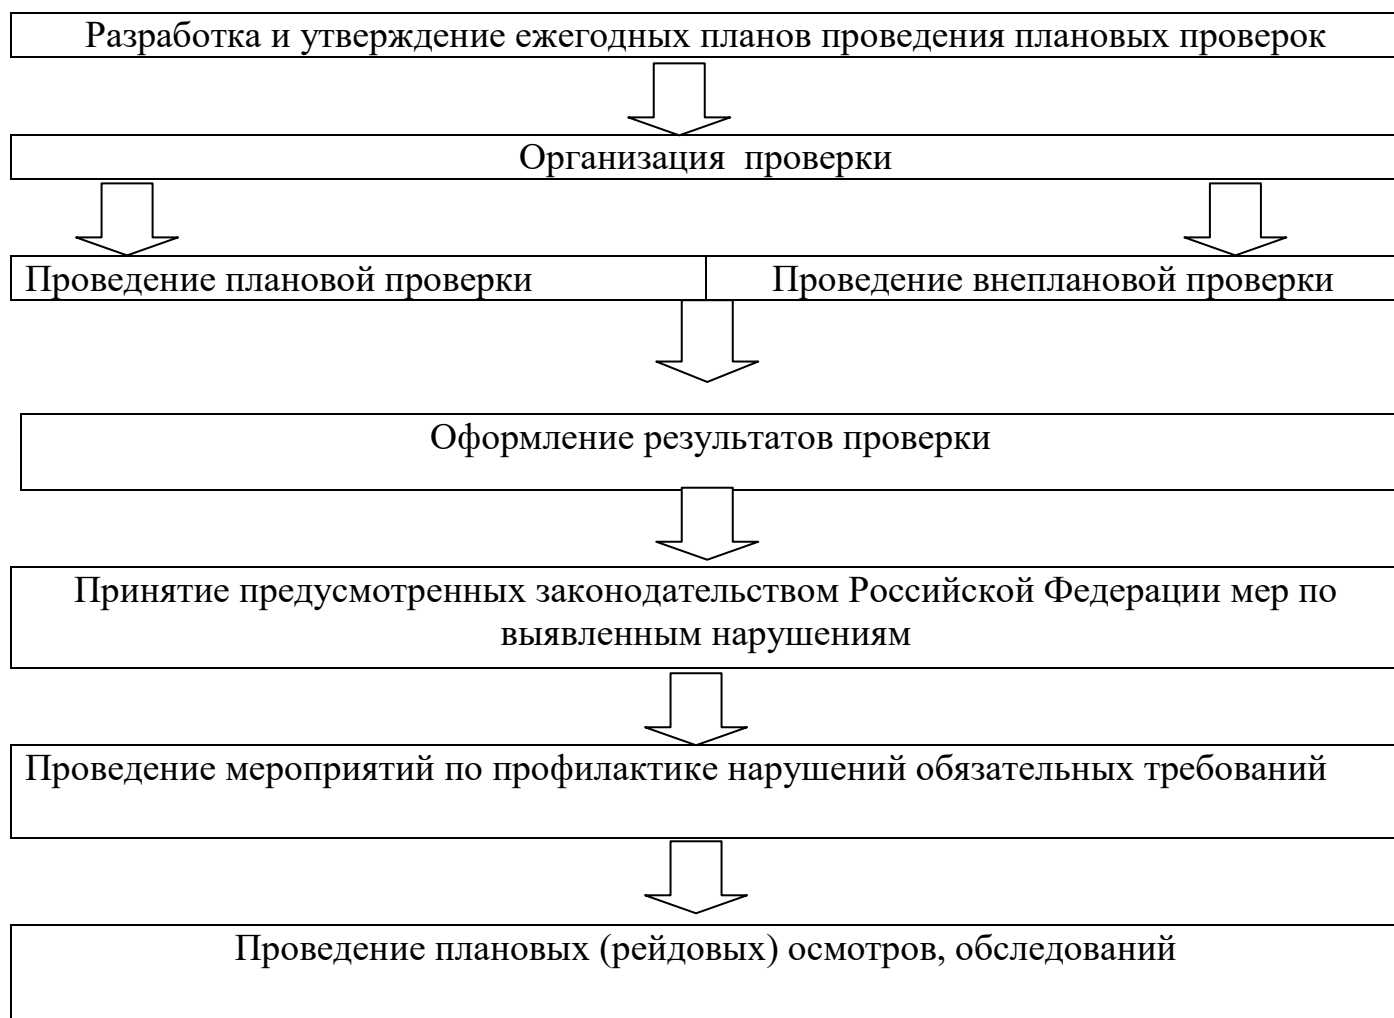 Разработка и утверждение ежегодных планов проведения плановых проверок
Организация  проверки
Проведение плановой проверки
Проведение внеплановой проверки
Оформление результатов проверки
Принятие предусмотренных законодательством Российской Федерации мер по
выявленным нарушениям
Проведение мероприятий по профилактике нарушений обязательных требований
Проведение плановых (рейдовых) осмотров, обследований